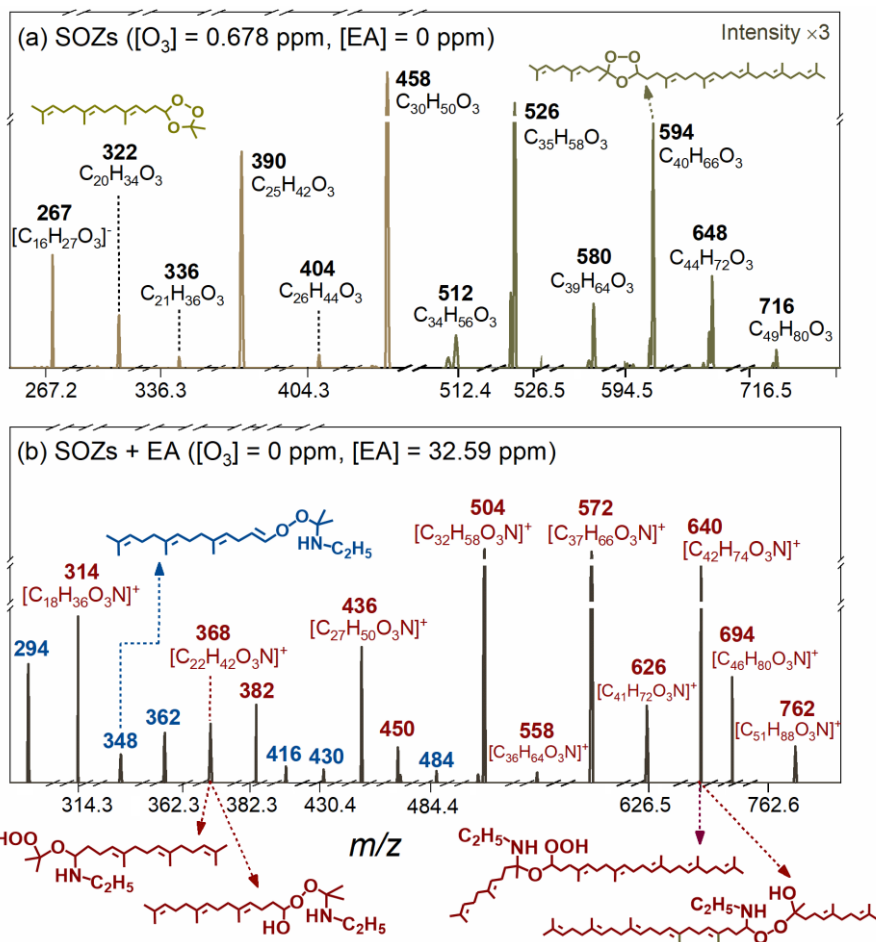 (a) SOZs ([O₃] = 0.678 ppm, [EA] = 0 ppm)
Intensity ×3
O-O
O
O
O
O
O
458
C₃₀H₅₀O₃
526
C₃₅H₅₈O₃
594
C₄₀H₆₆O₃
322
C₂₀H₃₄O₃
390
C₂₅H₄₂O₃
267
[C₁₆H₂₇O₃]⁻
336
C₂₁H₃₆O₃
404
C₂₆H₄₄O₃
512
C₃₄H₅₆O₃
580
C₃₉H₆₄O₃
648
C₄₄H₇₂O₃
716
C₄₉H₈₀O₃
267.2 336.3 404.3 512.4 526.5 594.5 716.5
(b) SOZs + EA ([O₃] = 0 ppm, [EA] = 32.59 ppm)
O
O
HN
C₂H₅
504
[C₃₂H₅₈O₃N]⁺
572
[C₃₇H₆₆O₃N]⁺
640
[C₄₂H₇₄O₃N]⁺
314
[C₁₈H₃₆O₃N]⁺
436
[C₂₇H₅₀O₃N]⁺
368
[C₂₂H₄₂O₃N]⁺
294
348
362
382
416
430
450
484
558
[C₃₆H₆₄O₃N]⁺
626
[C₄₁H₇₂O₃N]⁺
694
[C₄₆H₈₀O₃N]⁺
762
[C₅₁H₈₈O₃N]⁺
314.3 362.3 382.3 430.4 484.4 626.5 762.6
m/z
HOO
O
HN
C₂H₅
O
O
HO
HN
C₂H₅
C₂H₅
NH
OOH
O
C₂H₅
NH
HO
O
O